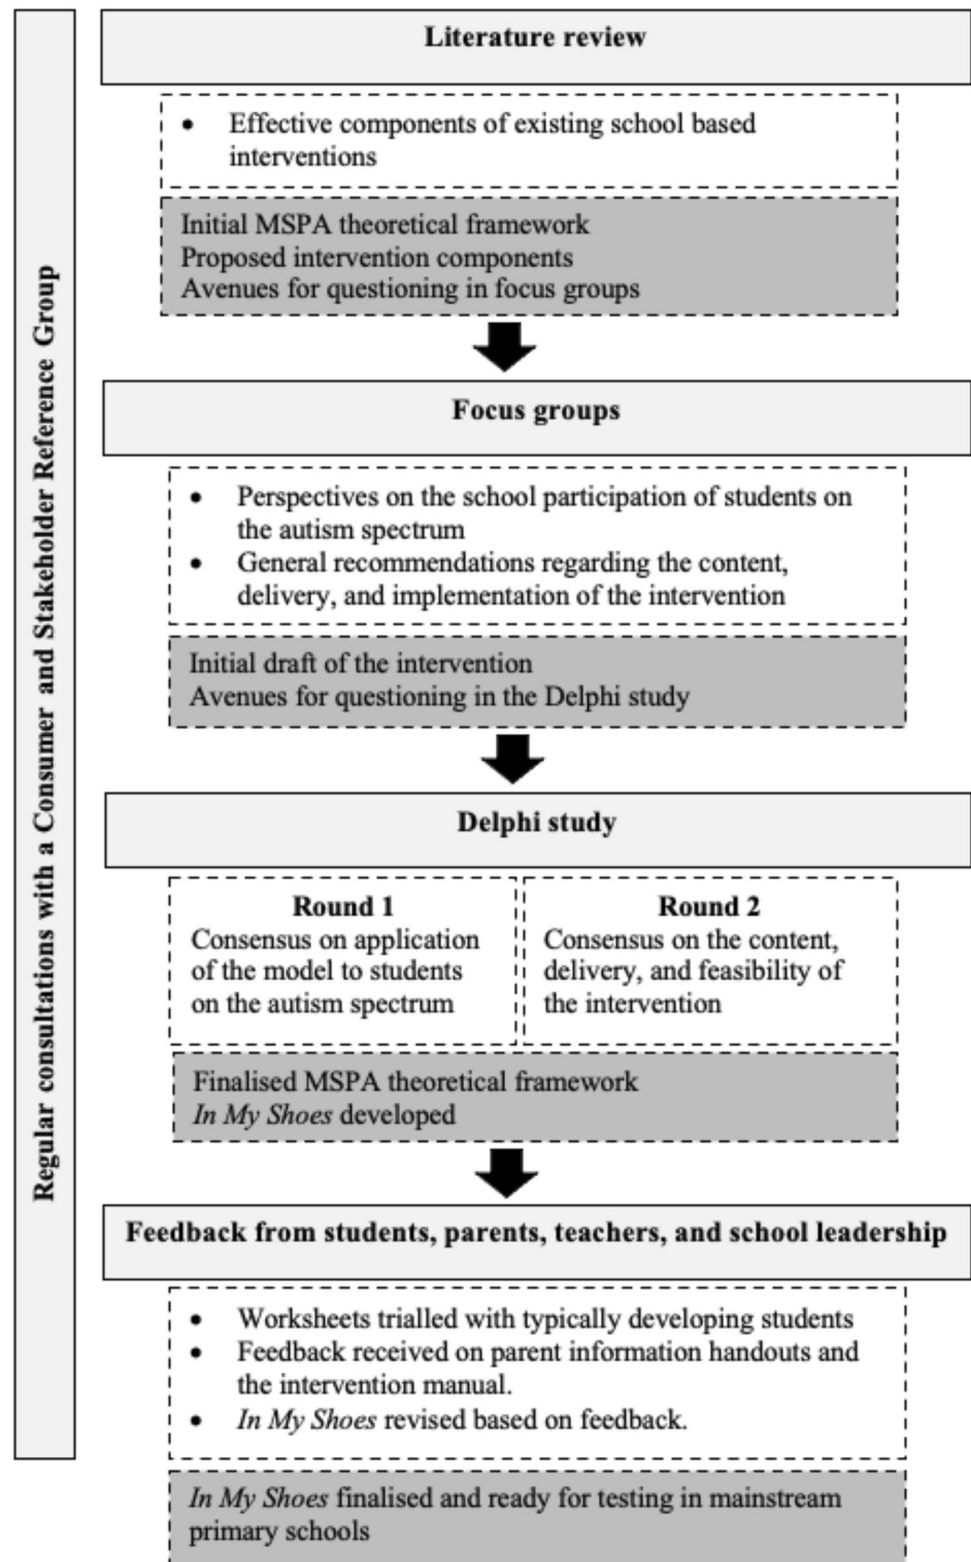 Regular consultations with a Consumer and Stakeholder Reference Group
Literature review
• Effective components of existing school based
interventions
Initial MSPA theoretical framework
Proposed intervention components
Avenues for questioning in focus groups
Focus groups
• Perspectives on the school participation of students on
the autism spectrum
• General recommendations regarding the content,
delivery, and implementation of the intervention
Initial draft of the intervention
Avenues for questioning in the Delphi study
Delphi study
Round 1
Consensus on application
of the model to students
on the autism spectrum
Round 2
Consensus on the content,
delivery, and feasibility of
the intervention
Finalised MSPA theoretical framework
In My Shoes developed
Feedback from students, parents, teachers, and school leadership
• Worksheets trialled with typically developing students
• Feedback received on parent information handouts and
the intervention manual.
• In My Shoes revised based on feedback.
In My Shoes finalised and ready for testing in mainstream
primary schools